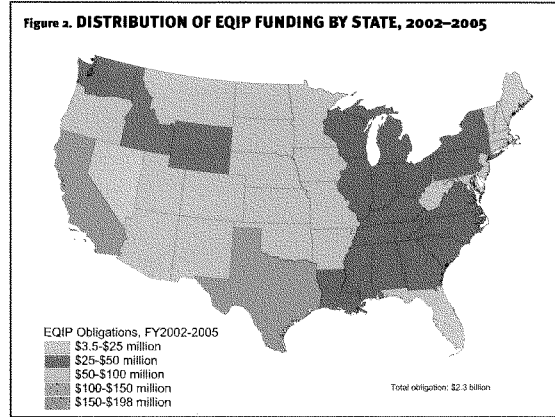 Figure 2. DISTRIBUTION OF EQIP FUNDING BY STATE, 2002–2005
EQIP Obligations, FY2002-2005
$3.5-$25 million
$25-$50 million
$50-$100 million
$100-$150 million
$150-$198 million
Total obligation: $2.3 billion